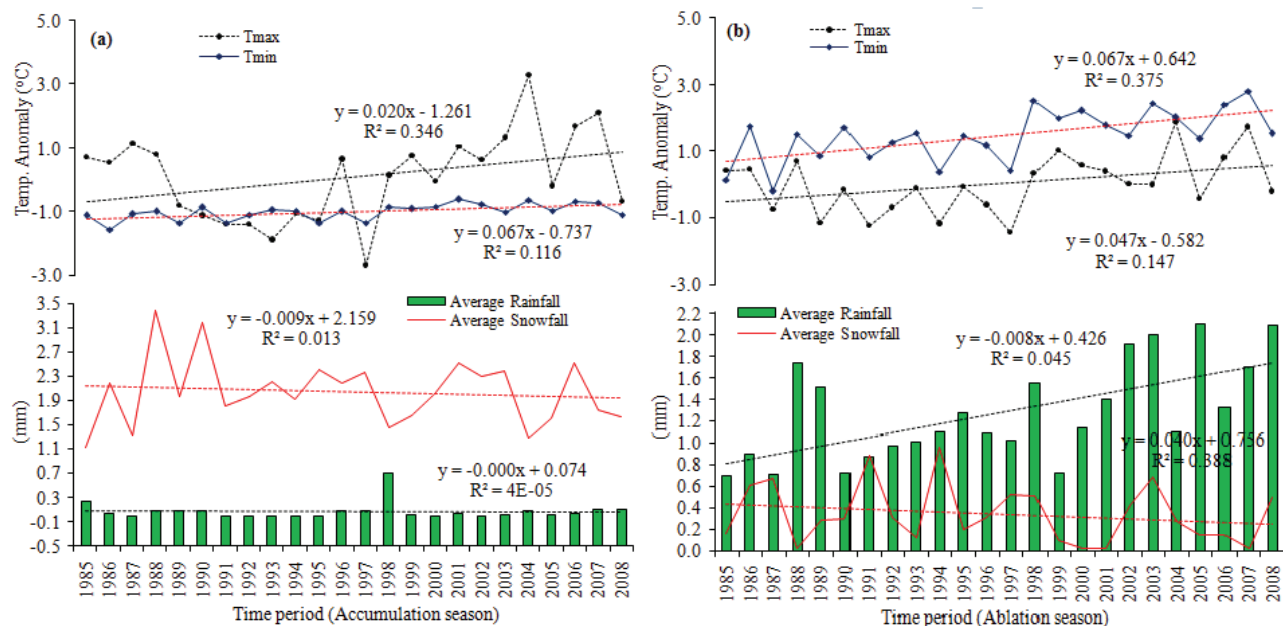 (a)
Tmax
Tmin
y = 0.020x - 1.261
R² = 0.346
y = 0.067x - 0.737
R² = 0.116
Temp. Anomaly (°C)
5.0
3.0
1.0
-1.0
-3.0
Average Rainfall
Average Snowfall
y = -0.009x + 2.159
R² = 0.013
y = -0.000x + 0.074
R² = 4E-05
(mm)
3.5
3.1
2.7
2.3
1.9
1.5
1.1
0.7
0.3
-0.1
-0.5
1985
1986
1987
1988
1989
1990
1991
1992
1993
1994
1995
1996
1997
1998
1999
2000
2001
2002
2003
2004
2005
2006
2007
2008
Time period (Accumulation season)
(b)
Tmax
Tmin
y = 0.067x + 0.642
R² = 0.375
y = 0.047x - 0.582
R² = 0.147
Temp. Anomaly (°C)
5.0
3.0
1.0
-1.0
-3.0
Average Rainfall
Average Snowfall
y = -0.008x + 0.426
R² = 0.045
y = 0.040x + 0.756
R² = 0.388
(mm)
2.2
2.0
1.8
1.6
1.4
1.2
1.0
0.8
0.6
0.4
0.2
0.0
1985
1986
1987
1988
1989
1990
1991
1992
1993
1994
1995
1996
1997
1998
1999
2000
2001
2002
2003
2004
2005
2006
2007
2008
Time period (Ablation season)